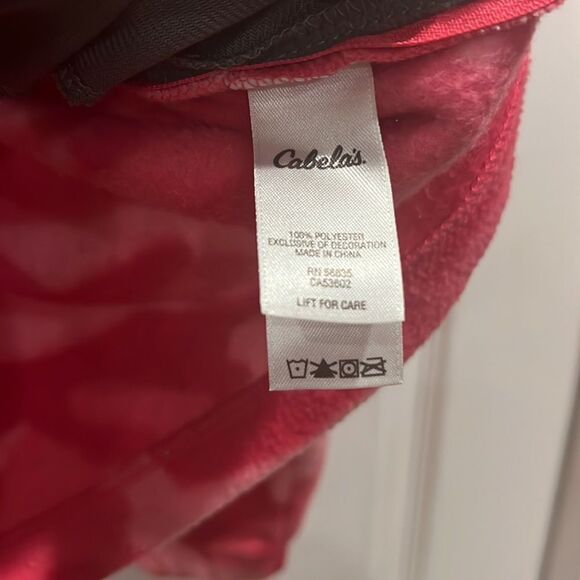 Cabela's.
100% POLYESTER
EXCLUSIVE OF DECORATION
MADE IN CHINA
RN 56835
CA53602
LIFT FOR CARE